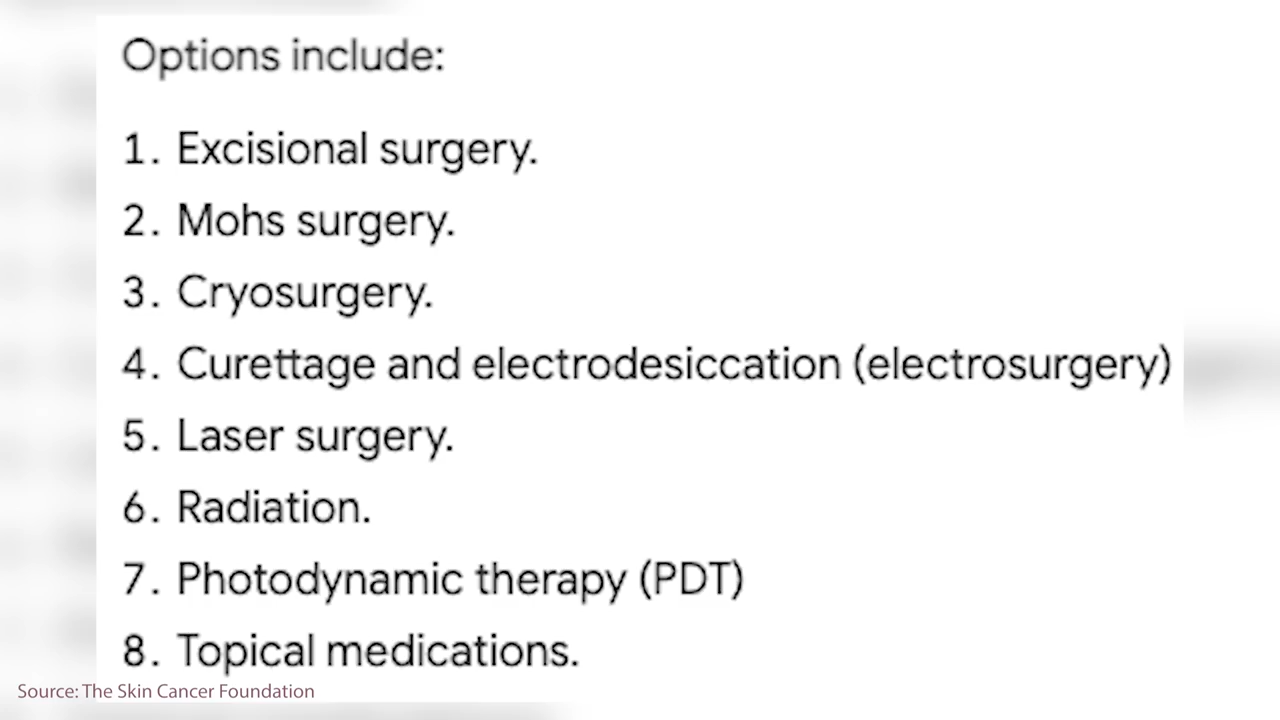 Options include:
1. Excisional surgery.
2. Mohs surgery.
3. Cryosurgery.
4. Curettage and electrodesiccation (electrosurgery)
5. Laser surgery.
6. Radiation.
7. Photodynamic therapy (PDT)
8. Topical medications.
Source: The Skin Cancer Foundation